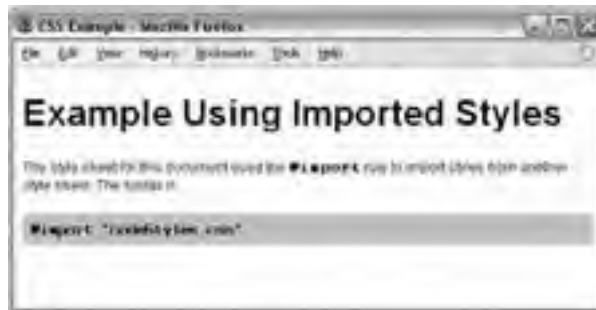 CSS Example - Mozilla Firefox
File Edit View History Bookmarks Tools Help
Example Using Imported Styles
The style sheet for this document used the @import rule to import styles from another
style sheet. The syntax is
@import "codeStyles.css"